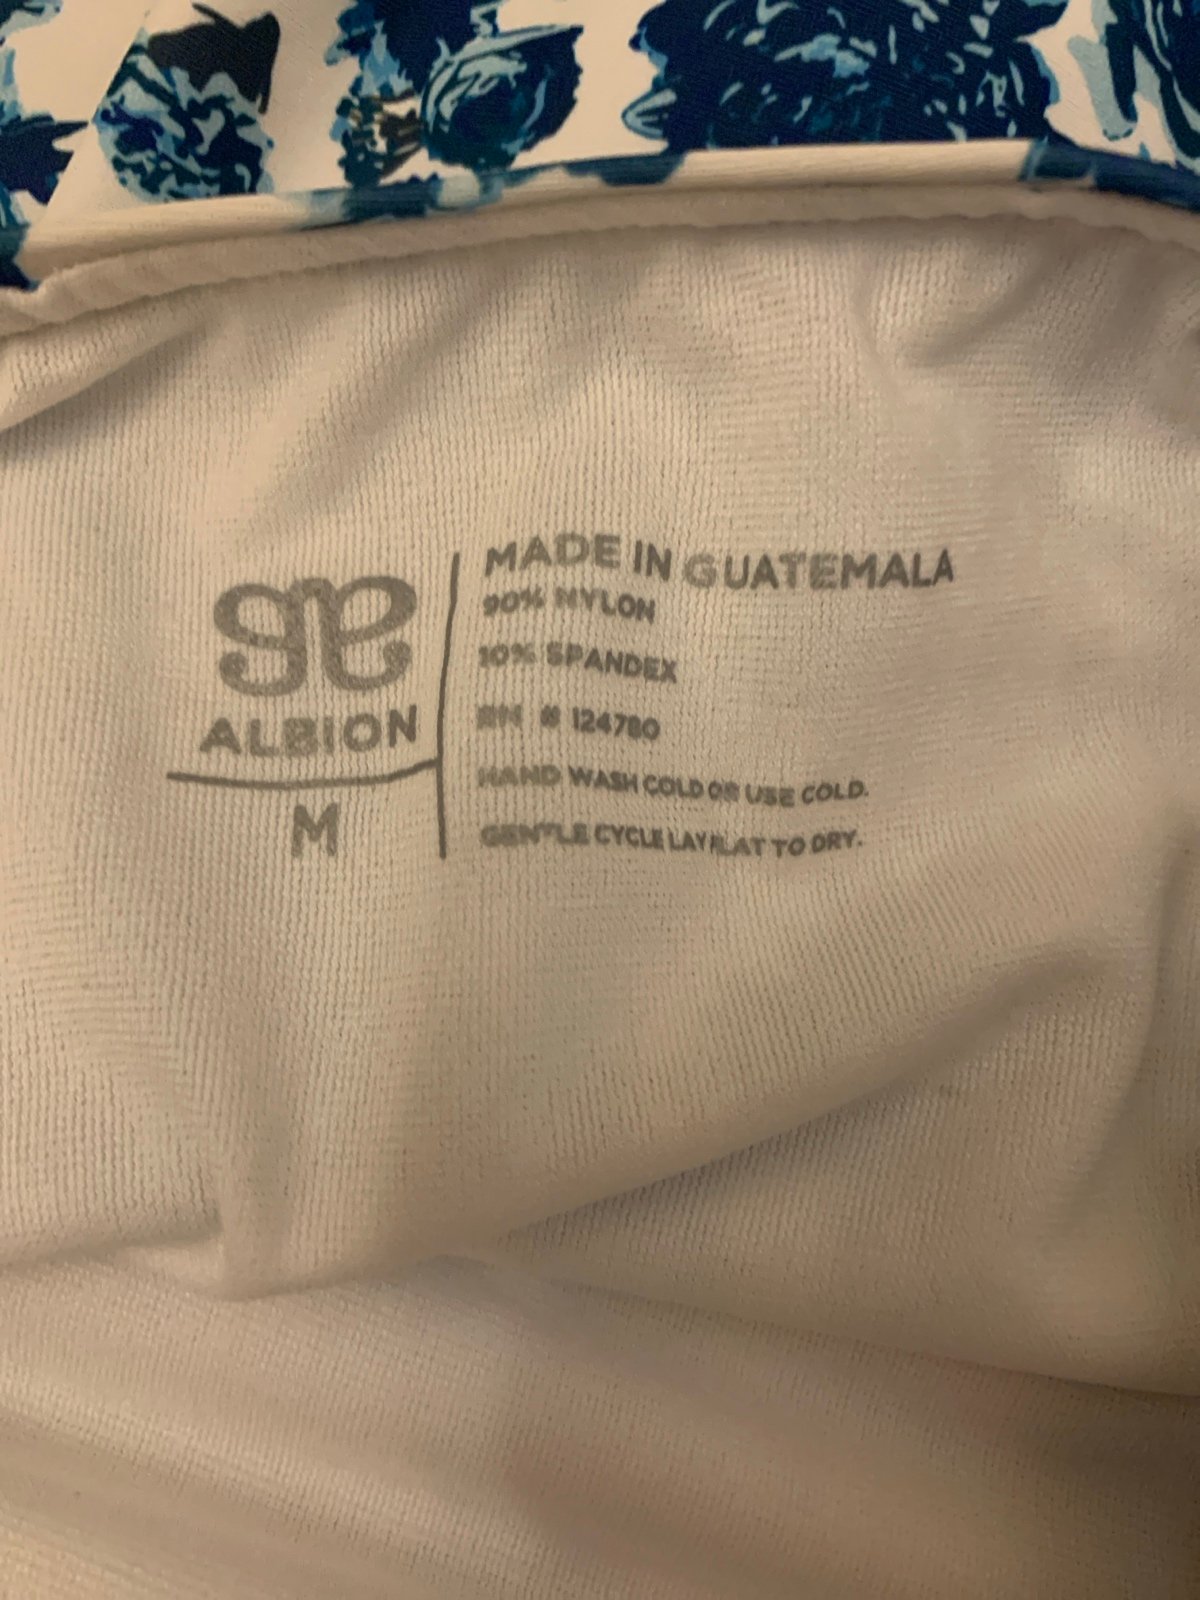 ALBION
M
MADE IN GUATEMALA
90% NYLON
10% SPANDEX
RN # 124780
HAND WASH COLD OR USE COLD.
GENTLE CYCLE LAY FLAT TO DRY.